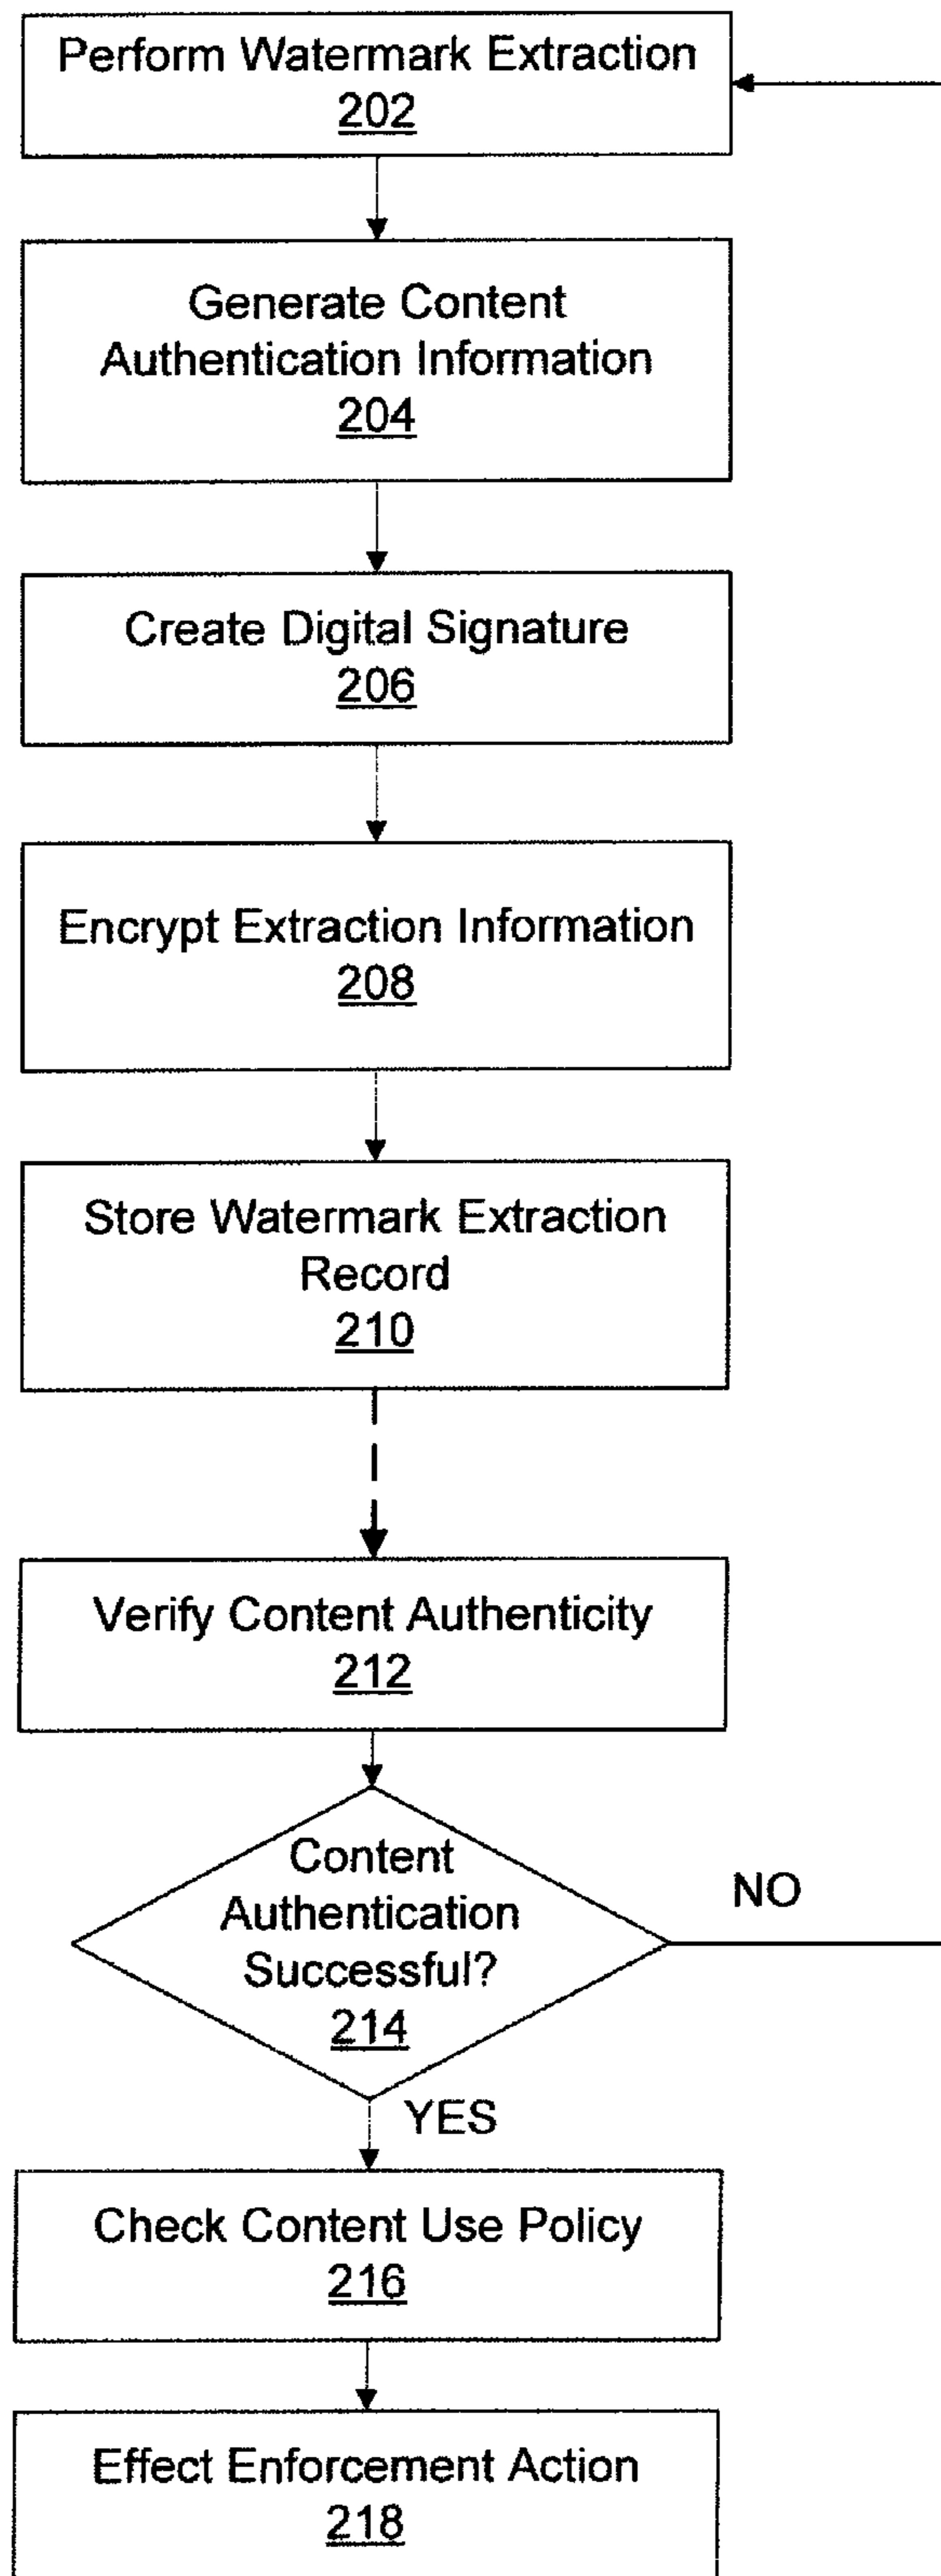 Perform Watermark Extraction
202
Generate Content
Authentication Information
204
Create Digital Signature
206
Encrypt Extraction Information
208
Store Watermark Extraction
Record
210
Verify Content Authenticity
212
Content
Authentication
Successful?
214
NO
YES
Check Content Use Policy
216
Effect Enforcement Action
218